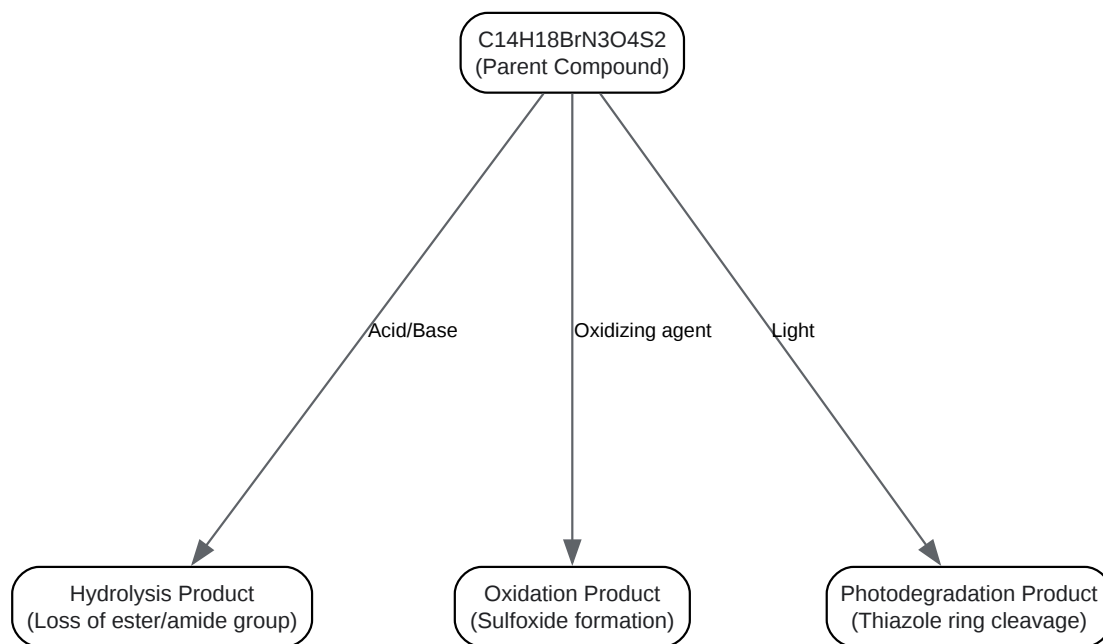 C14H18BrN3O4S2
(Parent Compound)
Acid/Base
Oxidizing agent
Light
Hydrolysis Product
(Loss of ester/amide group)
Oxidation Product
(Sulfoxide formation)
Photodegradation Product
(Thiazole ring cleavage)